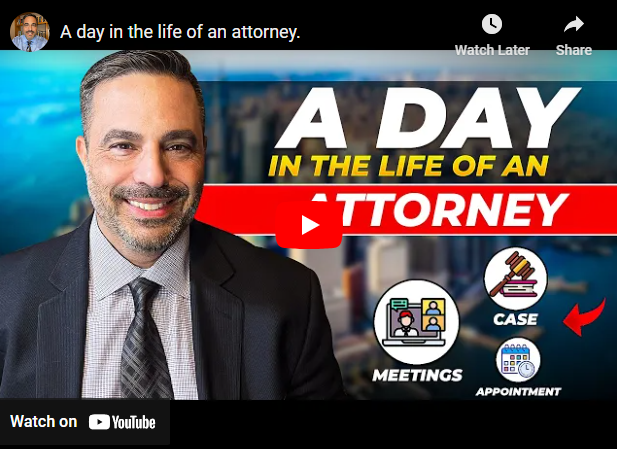 A day in the life of an attorney.
Watch Later
Share
A DAY
IN THE LIFE OF AN
ATTORNEY
CASE
MEETINGS
APPOINTMENT
Watch on YouTube